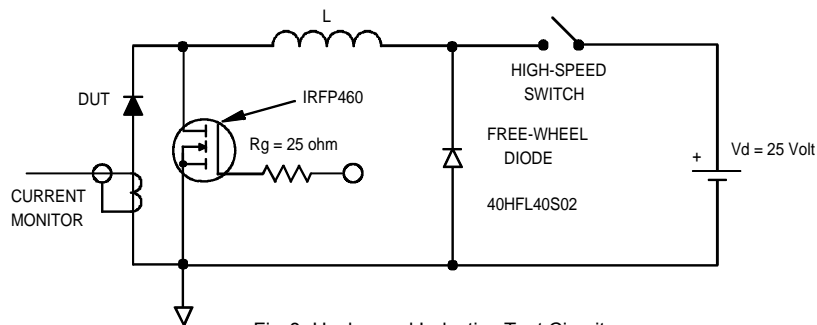 L
HIGH-SPEED
SWITCH
DUT
IRFP460
Rg = 25 ohm
FREE-WHEEL
DIODE
40HFL40S02
+
Vd = 25 Volt
CURRENT
MONITOR